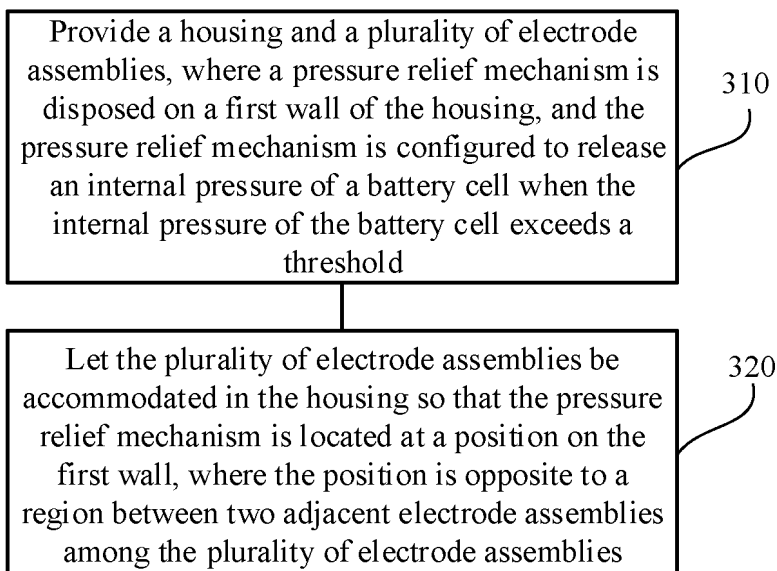 Provide a housing and a plurality of electrode
assemblies, where a pressure relief mechanism is
disposed on a first wall of the housing, and the
pressure relief mechanism is configured to release
an internal pressure of a battery cell when the
internal pressure of the battery cell exceeds a
threshold
310
Let the plurality of electrode assemblies be
accommodated in the housing so that the pressure
relief mechanism is located at a position on the
first wall, where the position is opposite to a
region between two adjacent electrode assemblies
among the plurality of electrode assemblies
320